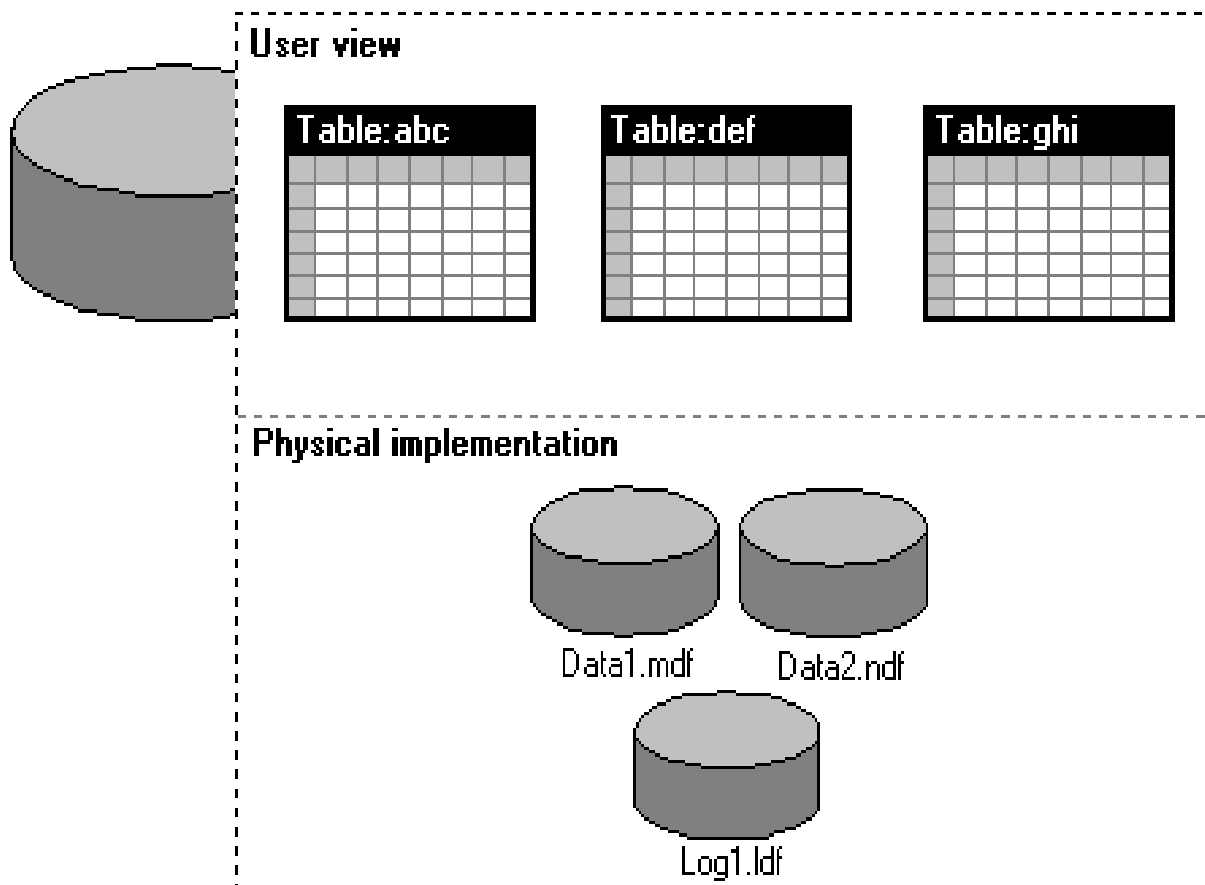 User view
Table:abc
Table:def
Table:ghi
Physical implementation
Data1.mdf
Data2.ndf
Log1.ldf